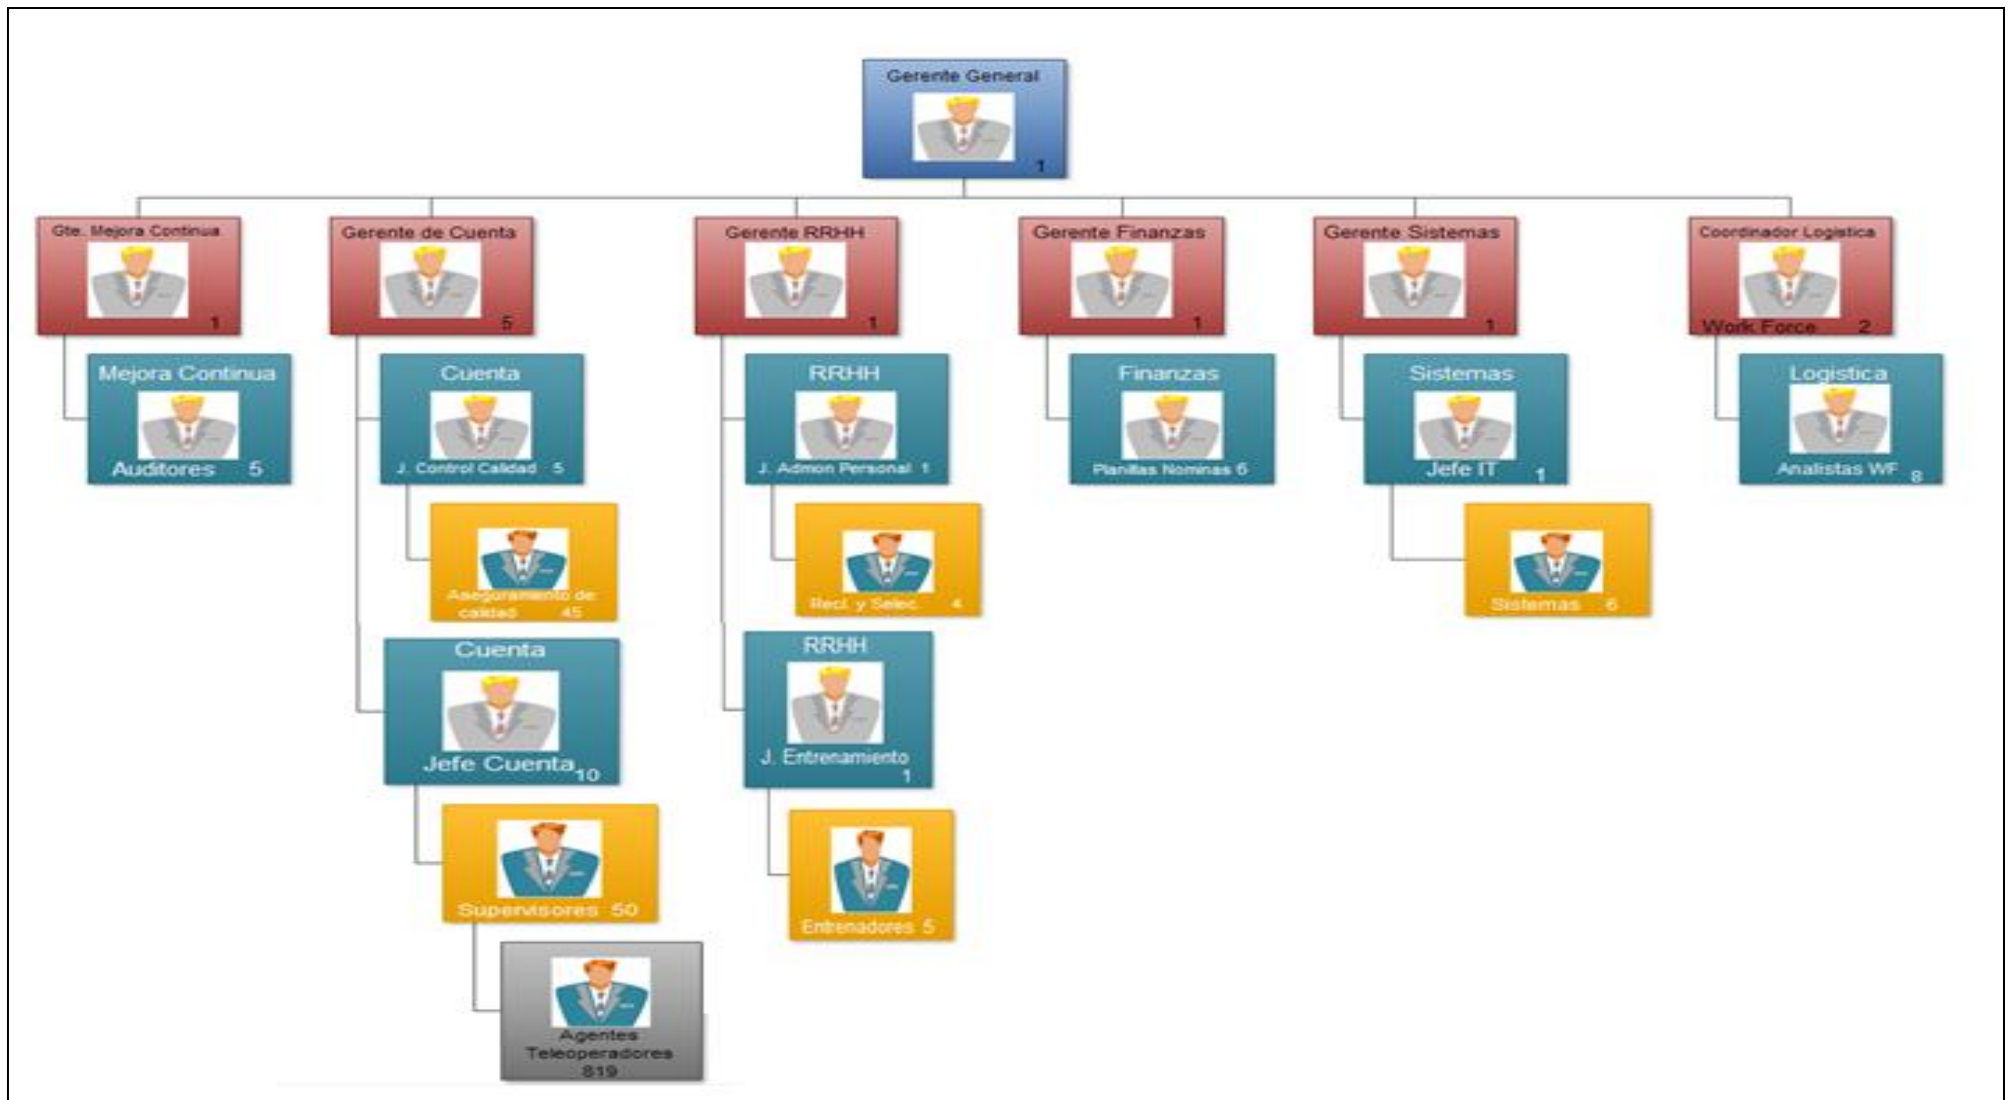 Gerente General
1
Gte. Mejora Continua
1
Gerente de Cuenta
5
Gerente RRHH
1
Gerente Finanzas
1
Gerente Sistemas
1
Coordinador Logistica
Work Force 2
Mejora Continua
Auditores 5
Cuenta
J. Control Calidad 5
RRHH
J. Admon Personal 1
Finanzas
Planillas Nominas 6
Sistemas
Jefe IT 1
Logistica
Analistas WF 8
Aseguramiento de
calidad 45
Recl. y Selec. 4
Sistemas 6
Cuenta
Jefe Cuenta 10
RRHH
J. Entrenamiento
1
Supervisores 50
Entrenadores 5
Agentes
Teleoperadores
819